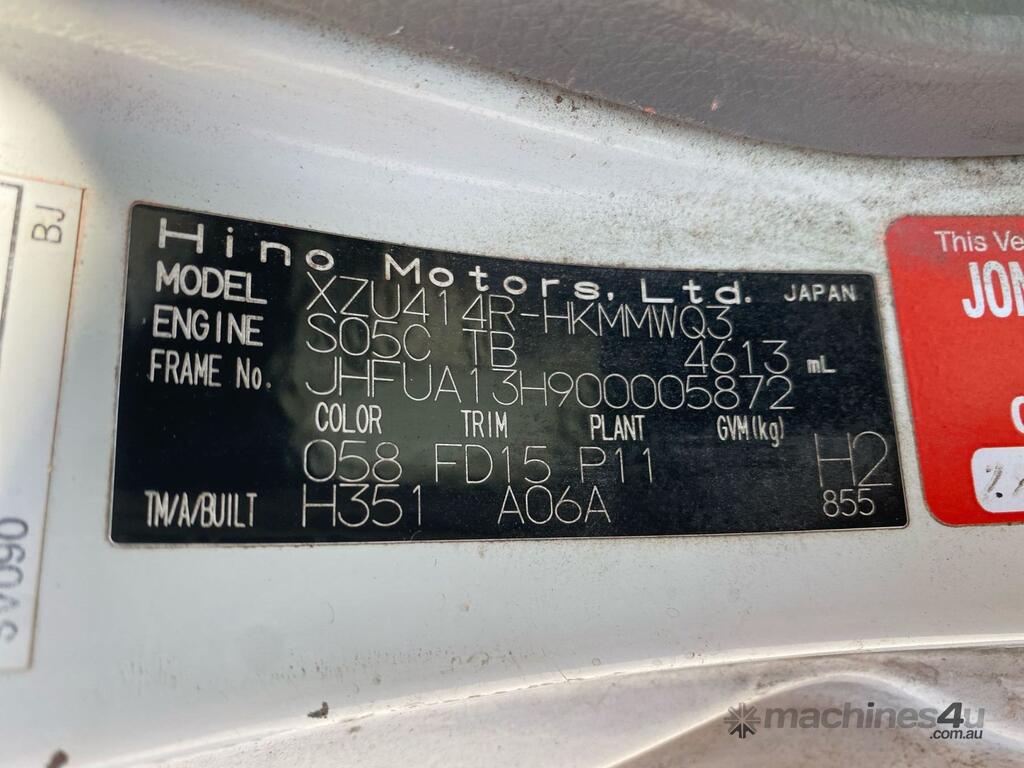 BJ
Hino Motors, Ltd. JAPAN
MODEL XZU414R-HKMMWQ3
ENGINE S05C TB 4613 mL
FRAME No. JHFUA13H900005872
COLOR TRIM PLANT GVM(kg)
058 FD15 P11 H2
TM/A/BUILT H351 A06A 855
This Ve
JON
machines4u
.com.au